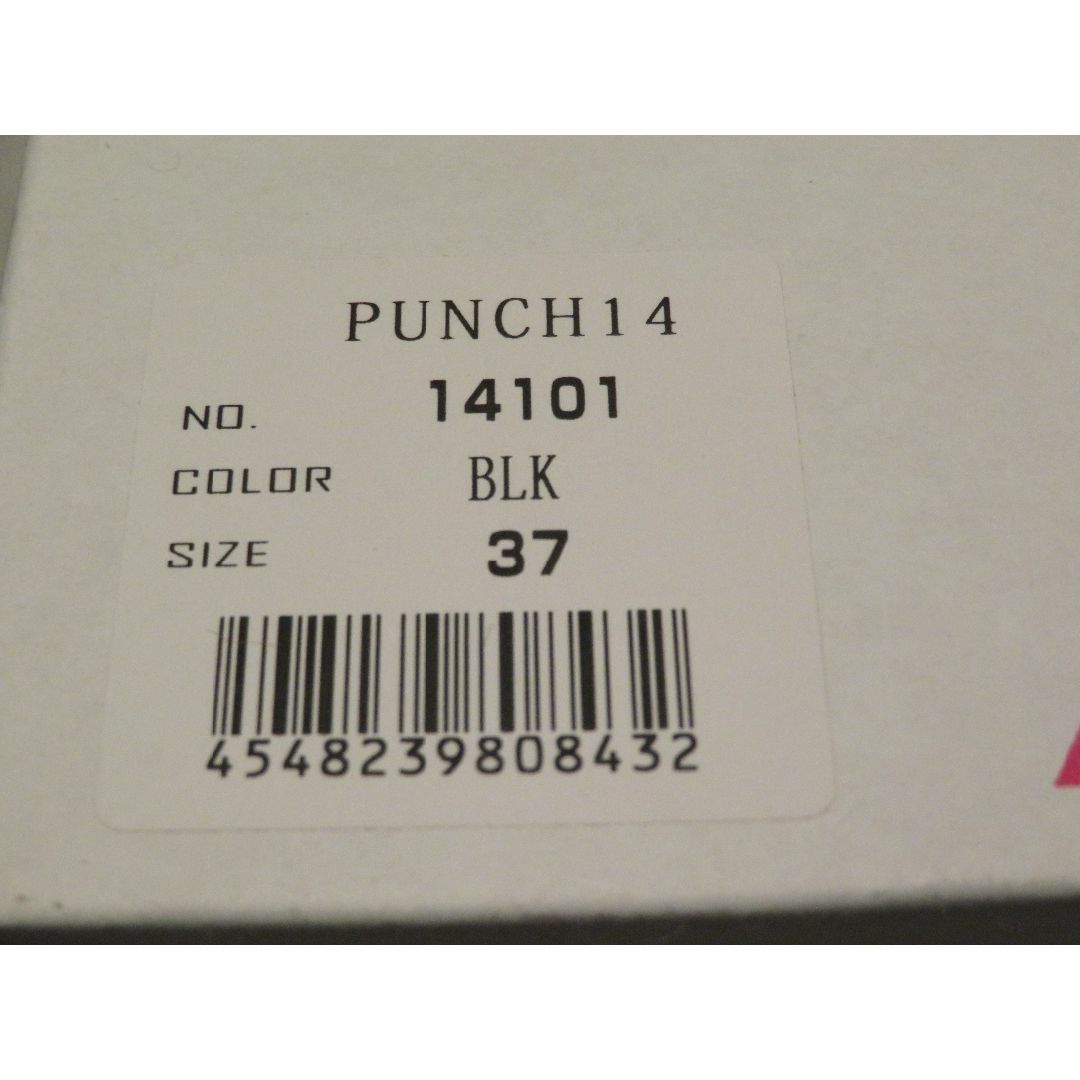 PUNCH14
NO. 14101
COLOR BLK
SIZE 37
4548239808432